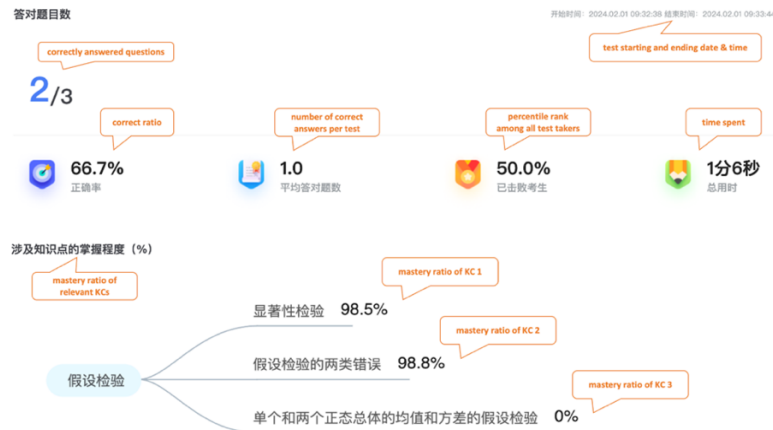 答对题目数
开始时间：2024.02.01 09:32:38 结束时间：2024.02.01 09:33:44
correctly answered questions
test starting and ending date & time
2/3
correct ratio
number of correct
answers per test
percentile rank
among all test takers
time spent
66.7%
正确率
1.0
平均答对题数
50.0%
已击败考生
1分6秒
总用时
涉及知识点的掌握程度（%）
mastery ratio of
relevant KCs
mastery ratio of KC 1
显著性检验 98.5%
mastery ratio of KC 2
假设检验的两类错误 98.8%
假设检验
mastery ratio of KC 3
单个和两个正态总体的均值和方差的假设检验 0%